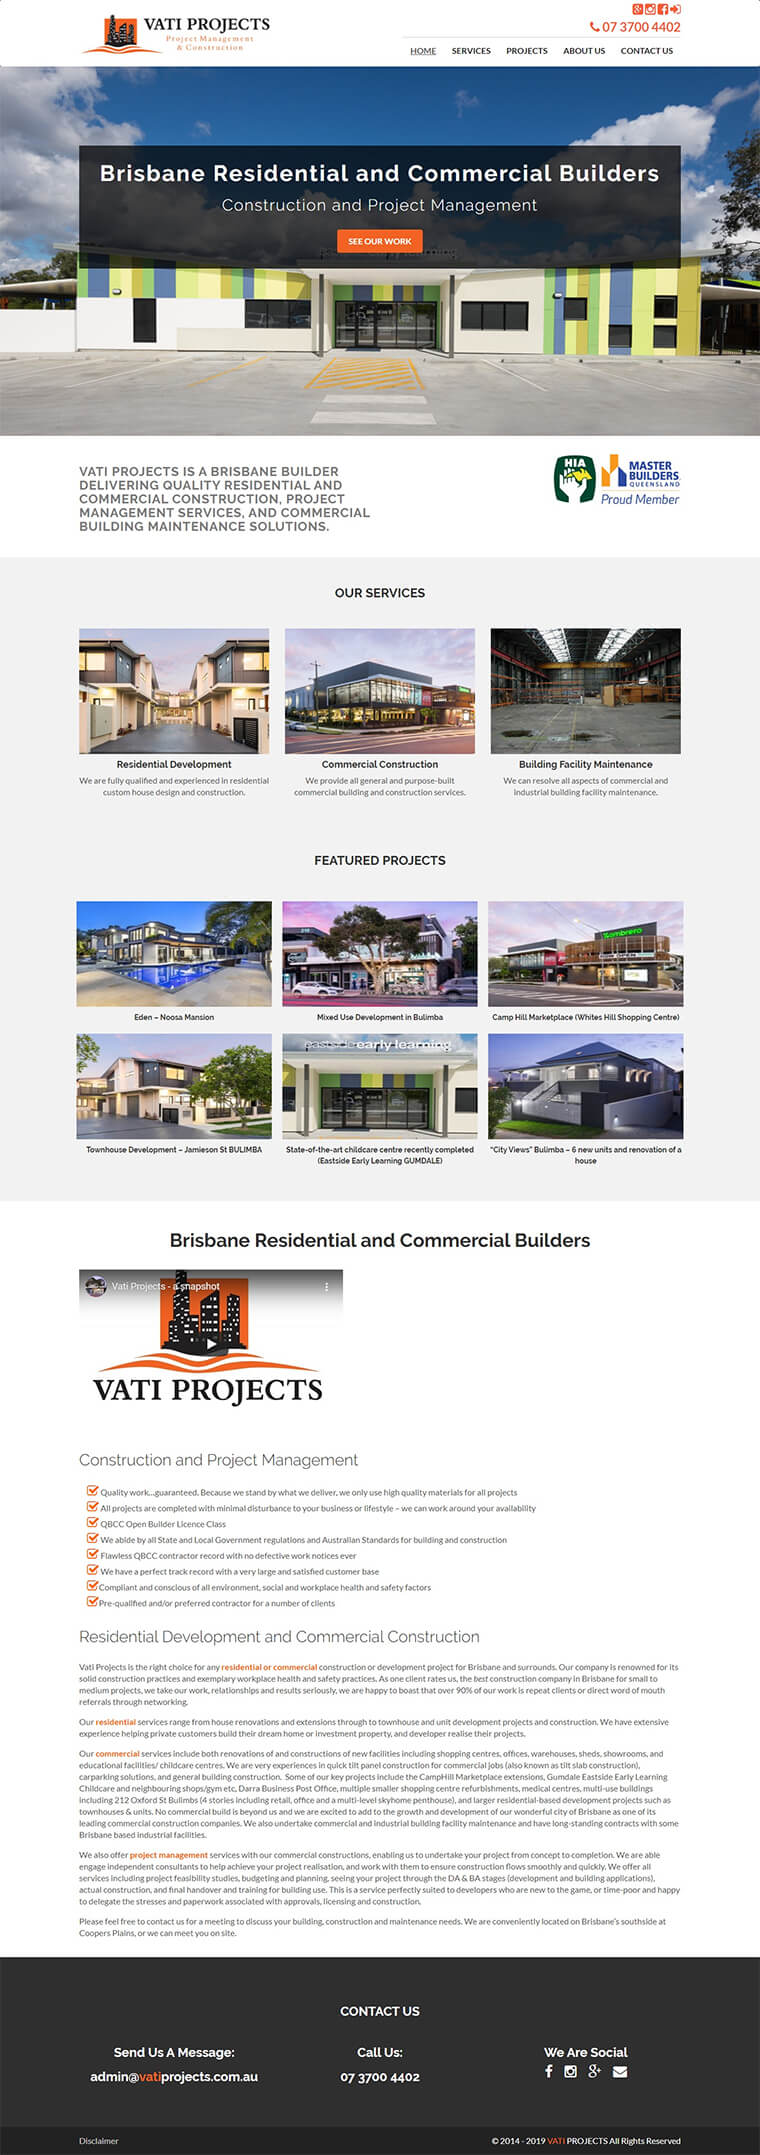 VATI PROJECTS
Project Management
& Construction
07 3700 4402
HOME SERVICES PROJECTS ABOUT US CONTACT US
Brisbane Residential and Commercial Builders
Construction and Project Management
SEE OUR WORK
early learning
VATI PROJECTS IS A BRISBANE BUILDER
DELIVERING QUALITY RESIDENTIAL AND
COMMERCIAL CONSTRUCTION, PROJECT
MANAGEMENT SERVICES, AND COMMERCIAL
BUILDING MAINTENANCE SOLUTIONS.
HIA
MASTER
BUILDERS
QUEENSLAND
Proud Member
OUR SERVICES
Residential Development
We are fully qualified and experienced in residential
custom house design and construction.
Commercial Construction
We provide all general and purpose-built
commercial building and construction services.
Building Facility Maintenance
We can resolve all aspects of commercial and
industrial building facility maintenance.
FEATURED PROJECTS
Zambrero
Eden – Noosa Mansion
Mixed Use Development in Bulimba
Camp Hill Marketplace (Whites Hill Shopping Centre)
eastside early learning
Townhouse Development – Jamieson St BULIMBA
State-of-the-art childcare centre recently completed
(Eastside Early Learning GUMDALE)
“City Views” Bulimba – 6 new units and renovation of a
house
Brisbane Residential and Commercial Builders
Vati Projects - a snapshot
VATI PROJECTS
Construction and Project Management
Quality work...guaranteed. Because we stand by what we deliver, we only use high quality materials for all projects
All projects are completed with minimal disturbance to your business or lifestyle – we can work around your availability
QBCC Open Builder Licence Class
We abide by all State and Local Government regulations and Australian Standards for building and construction
Flawless QBCC contractor record with no defective work notices ever
We have a perfect track record with a very large and satisfied customer base
Compliant and conscious of all environment, social and workplace health and safety factors
Pre-qualified and/or preferred contractor for a number of clients
Residential Development and Commercial Construction
Vati Projects is the right choice for any residential or commercial construction or development project for Brisbane and surrounds. Our company is renowned for its
solid construction practices and exemplary workplace health and safety practices. As one client rates us, the best construction company in Brisbane for small to
medium projects, we take our work, relationships and results seriously, we are happy to boast that over 90% of our work is repeat clients or direct word of mouth
referrals through networking.
Our residential services range from house renovations and extensions through to townhouse and unit development projects and construction. We have extensive
experience helping private customers build their dream home or investment property, and developer realise their projects.
Our commercial services include both renovations of and constructions of new facilities including shopping centres, offices, warehouses, sheds, showrooms, and
educational facilities/ childcare centres. We are very experiences in quick tilt panel construction for commercial jobs (also known as tilt slab construction),
carparking solutions, and general building construction. Some of our key projects include the CampHill Marketplace extensions, Gumdale Eastside Early Learning
Childcare and neighbouring shops/gym etc, Darra Business Post Office, multiple smaller shopping centre refurbishments, medical centres, multi-use buildings
including 212 Oxford St Bulimbs (4 stories including retail, office and a multi-level skyhome penthouse), and larger residential-based development projects such as
townhouses & units. No commercial build is beyond us and we are excited to add to the growth and development of our wonderful city of Brisbane as one of its
leading commercial construction companies. We also undertake commercial and industrial building facility maintenance and have long-standing contracts with some
Brisbane based industrial facilities.
We also offer project management services with our commercial constructions, enabling us to undertake your project from concept to completion. We are able
engage independent consultants to help achieve your project realisation, and work with them to ensure construction flows smoothly and quickly. We offer all
services including project feasibility studies, budgeting and planning, seeing your project through the DA & BA stages (development and building applications),
actual construction, and final handover and training for building use. This is a service perfectly suited to developers who are new to the game, or time-poor and happy
to delegate the stresses and paperwork associated with approvals, licensing and construction.
Please feel free to contact us for a meeting to discuss your building, construction and maintenance needs. We are conveniently located on Brisbane's southside at
Coopers Plains, or we can meet you on site.
CONTACT US
Send Us A Message:
admin@vatiprojects.com.au
Call Us:
07 3700 4402
We Are Social
Disclaimer
© 2014 - 2019 VATI PROJECTS All Rights Reserved